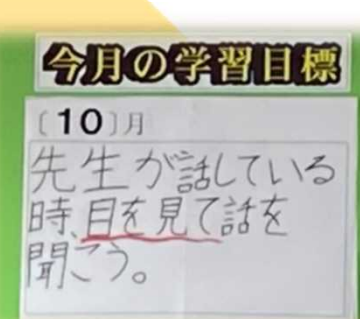 今月の学習目標
〔10〕月
先生が話している
時、目を見て話を
聞こう。